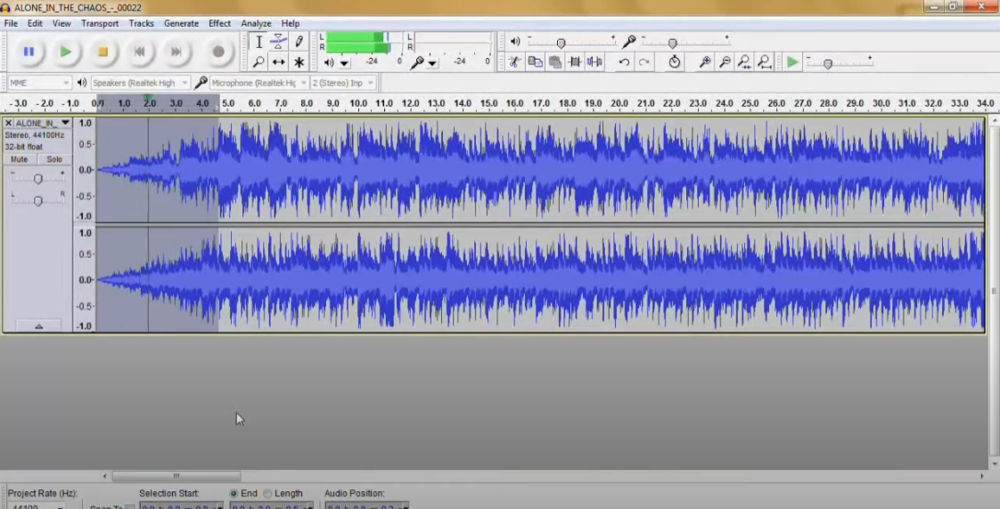 ALONE_IN_THE_CHAOS_-_00022
File Edit View Transport Tracks Generate Effect Analyze Help
L R -24 0 L R -24 0
MME Speakers (Realtek High Microphone (Realtek Hig 2 (Stereo) Inp
-3.0 -2.0 -1.0 0.0 1.0 2.0 3.0 4.0 5.0 6.0 7.0 8.0 9.0 10.0 11.0 12.0 13.0 14.0 15.0 16.0 17.0 18.0 19.0 20.0 21.0 22.0 23.0 24.0 25.0 26.0 27.0 28.0 29.0 30.0 31.0 32.0 33.0 34.0
ALONE_IN_ 1.0
Stereo, 44100Hz
32-bit float 0.5
Mute Solo
- + 0.0
L R -0.5
-1.0
1.0
0.5
0.0
-0.5
-1.0
Project Rate (Hz): Selection Start: End Length Audio Position:
44100 Snap To